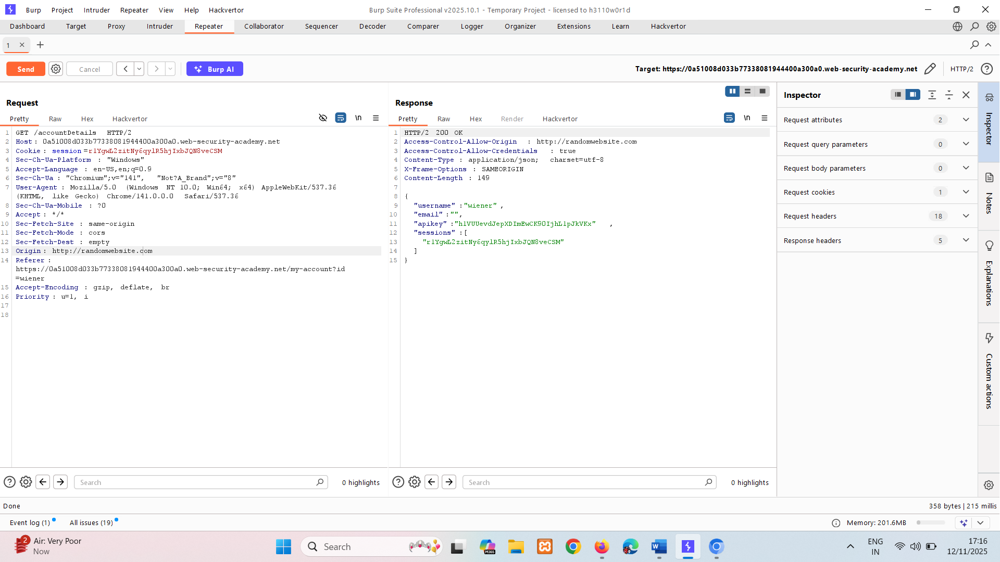 Burp Project Intruder Repeater View Help Hackvertor Burp Suite Professional v2025.10.1 - Temporary Project - licensed to h3110w0r1d
Dashboard Target Proxy Intruder Repeater Collaborator Sequencer Decoder Comparer Logger Organizer Extensions Learn Hackvertor
1
Send Cancel Burp AI Target: https://0a51008d033b77338081944400a300a0.web-security-academy.net HTTP/2
Request
Pretty Raw Hex Hackvertor \n
1 GET /accountDetails HTTP/2
2 Host: 0a51008d033b77338081944400a300a0.web-security-academy.net
3 Cookie: session=r1YgwL2zitNy6qylR5hjIxbJQN8veCSM
4 Sec-Ch-Ua-Platform : "Windows"
5 Accept-Language : en-US,en;q=0.9
6 Sec-Ch-Ua : "Chromium";v="141", "Not?A_Brand";v="8"
7 User-Agent : Mozilla/5.0 (Windows NT 10.0; Win64; x64) AppleWebKit/537.36
(KHTML, like Gecko) Chrome/141.0.0.0 Safari/537.36
8 Sec-Ch-Ua-Mobile : ?0
9 Accept: */*
10 Sec-Fetch-Site : same-origin
11 Sec-Fetch-Mode : cors
12 Sec-Fetch-Dest : empty
13 Origin: http://randomwebsite.com
14 Referer :
https://0a51008d033b77338081944400a300a0.web-security-academy.net/my-account?id
=wiener
15 Accept-Encoding : gzip, deflate, br
16 Priority : u=1, i
17
18
Search 0 highlights
Response
Pretty Raw Hex Render Hackvertor \n
1 HTTP/2 200 OK
2 Access-Control-Allow-Origin : http://randomwebsite.com
3 Access-Control-Allow-Credentials : true
4 Content-Type : application/json; charset=utf-8
5 X-Frame-Options : SAMEORIGIN
6 Content-Length : 149
7
8 {
9 "username" :"wiener" ,
10 "email" :"",
11 "apikey" :"h1VUUevdJepXDImEwCK9OIjhL1pJkVKx" ,
12 "sessions" :[
13 "r1YgwL2zitNy6qylR5hjIxbJQN8veCSM"
14 ]
15 }
Search 0 highlights
Inspector
Request attributes 2
Request query parameters 0
Request body parameters 0
Request cookies 1
Request headers 18
Response headers 5
Inspector
Notes
Explanations
Custom actions
Done 358 bytes | 215 millis
Event log (1) All issues (19) Memory: 201.6MB
2 Air: Very Poor
Now
Search
M365
ENG
IN
17:16
12/11/2025